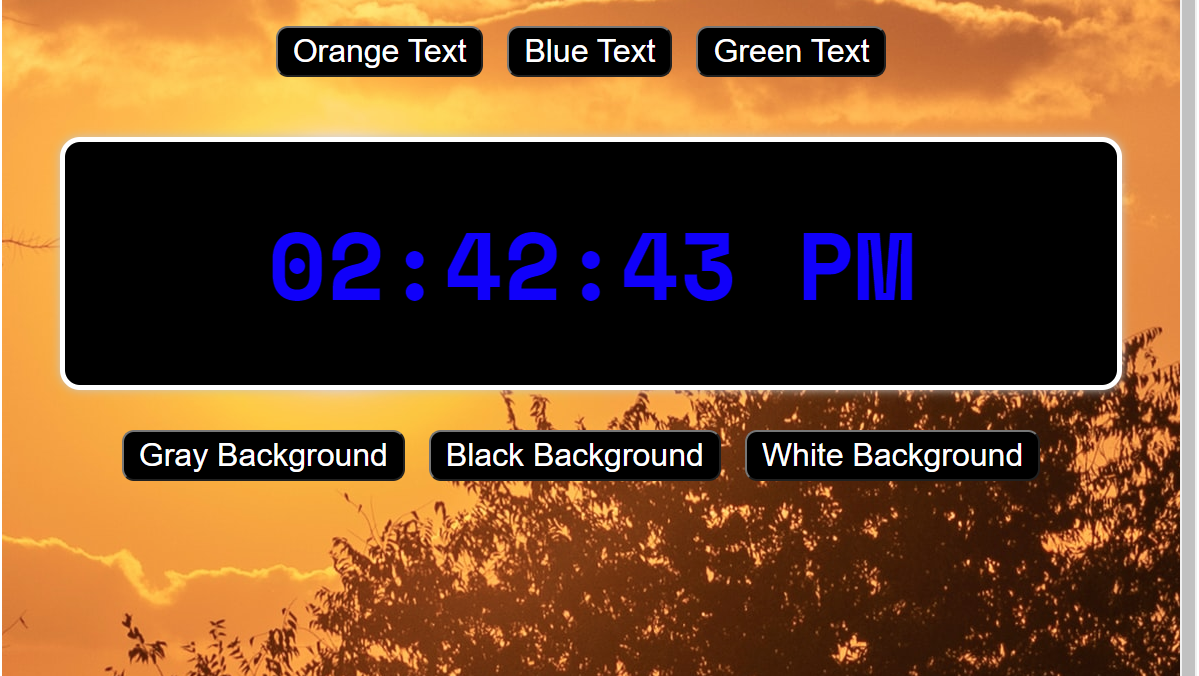 Orange Text Blue Text Green Text
02:42:43 PM
Gray Background Black Background White Background